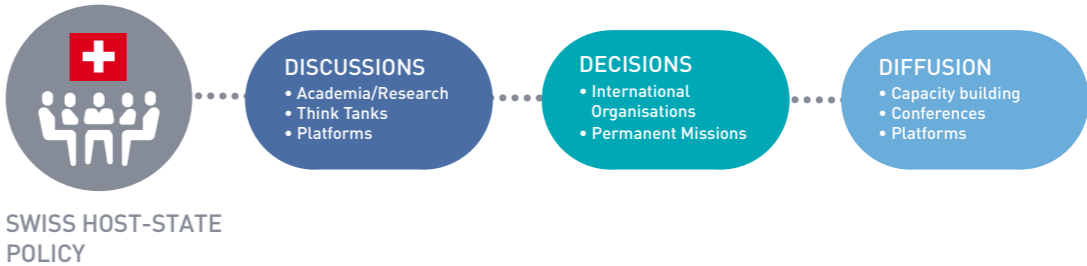 SWISS HOST-STATE
POLICY
DISCUSSIONS
• Academia/Research
• Think Tanks
• Platforms
DECISIONS
• International
Organisations
• Permanent Missions
DIFFUSION
• Capacity building
• Conferences
• Platforms